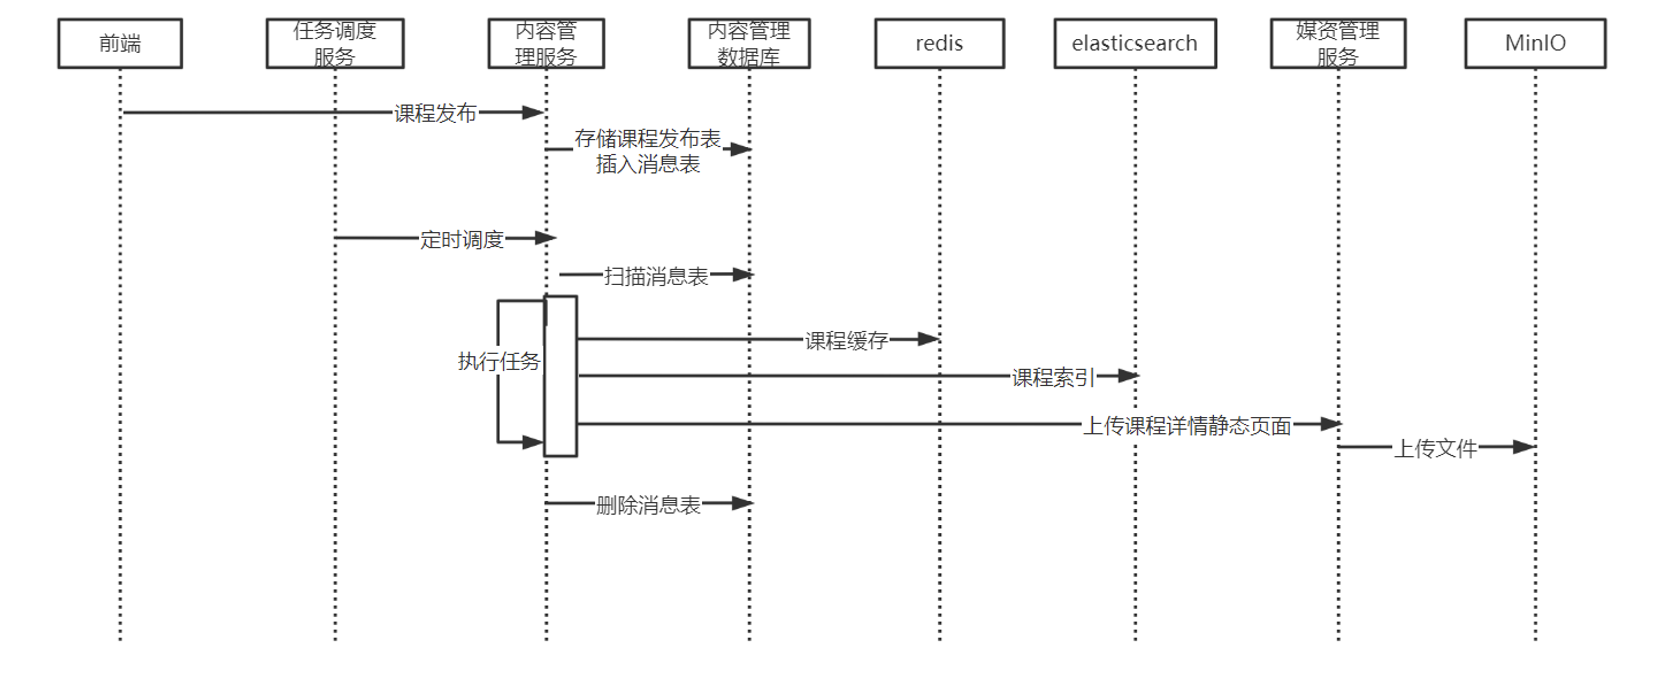 前端
任务调度
服务
内容管
理服务
内容管理
数据库
redis
elasticsearch
媒资管理
服务
MinIO
课程发布
存储课程发布表
插入消息表
定时调度
扫描消息表
课程缓存
执行任务
课程索引
上传课程详情静态页面
上传文件
删除消息表